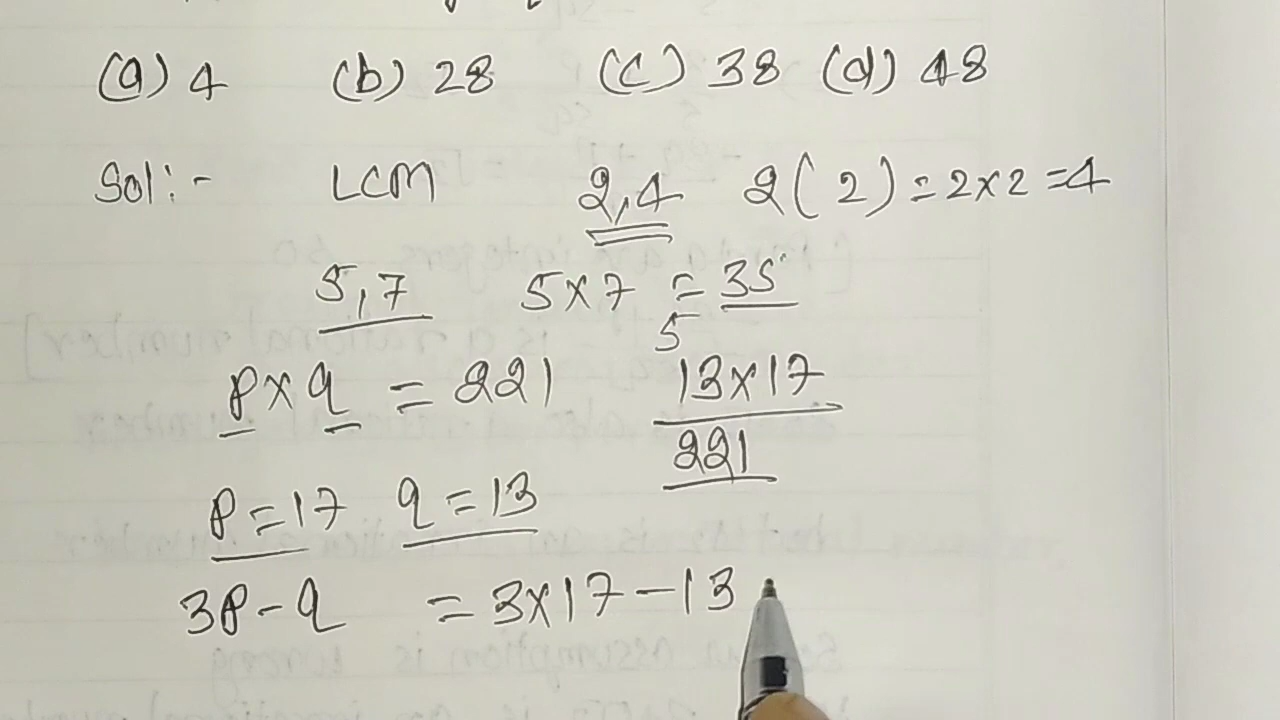 (a) 4 (b) 28 (c) 38 (d) 48
Sol:- LCM 2,4 2(2)=2×2=4
5,7 5×7 = 35
5
p×q = 221 13×17
221
p=17 q=13
3p-q = 3×17-13